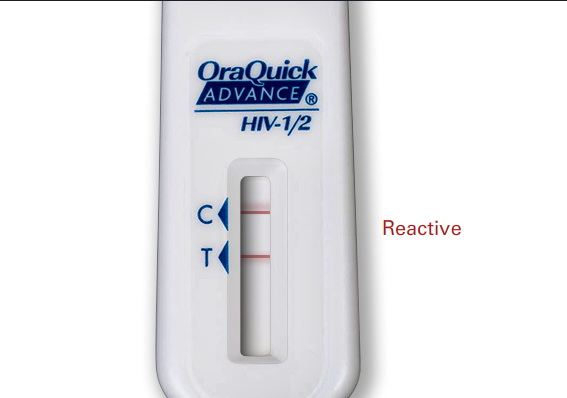 OraQuick
ADVANCE®
HIV-1/2
C
T
Reactive